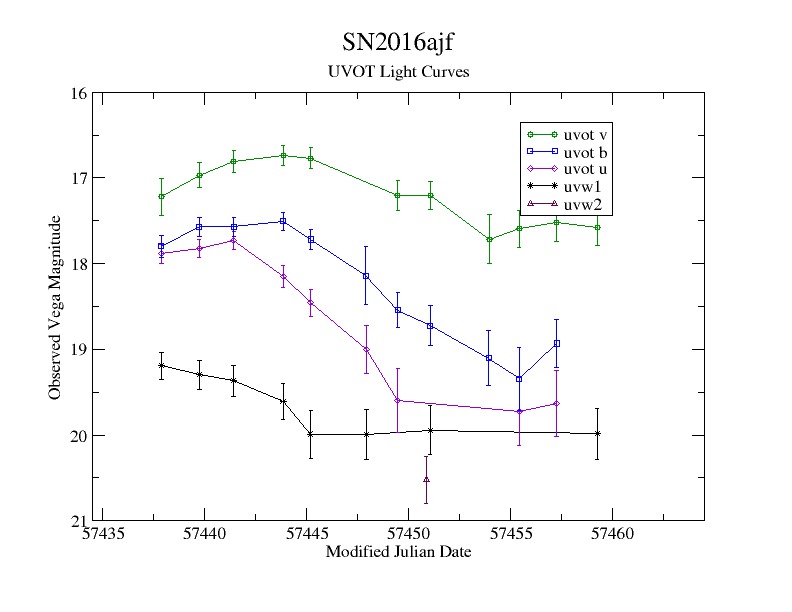 SN2016ajf
UVOT Light Curves
16
17
18
19
20
21
Observed Vega Magnitude
uvot v
uvot b
uvot u
uvw1
uvw2
57435 57440 57445 57450 57455 57460
Modified Julian Date